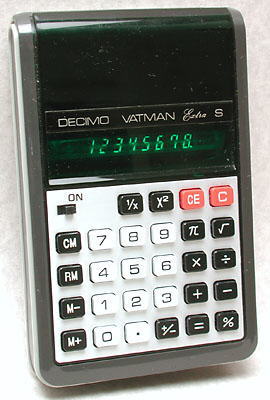 DECIMO VATMAN Extra S
12345678.
ON
1/x X² CE C
CM 7 8 9 π √
RM 4 5 6 × ÷
M- 1 2 3 + -
M+ 0 . +/- = %